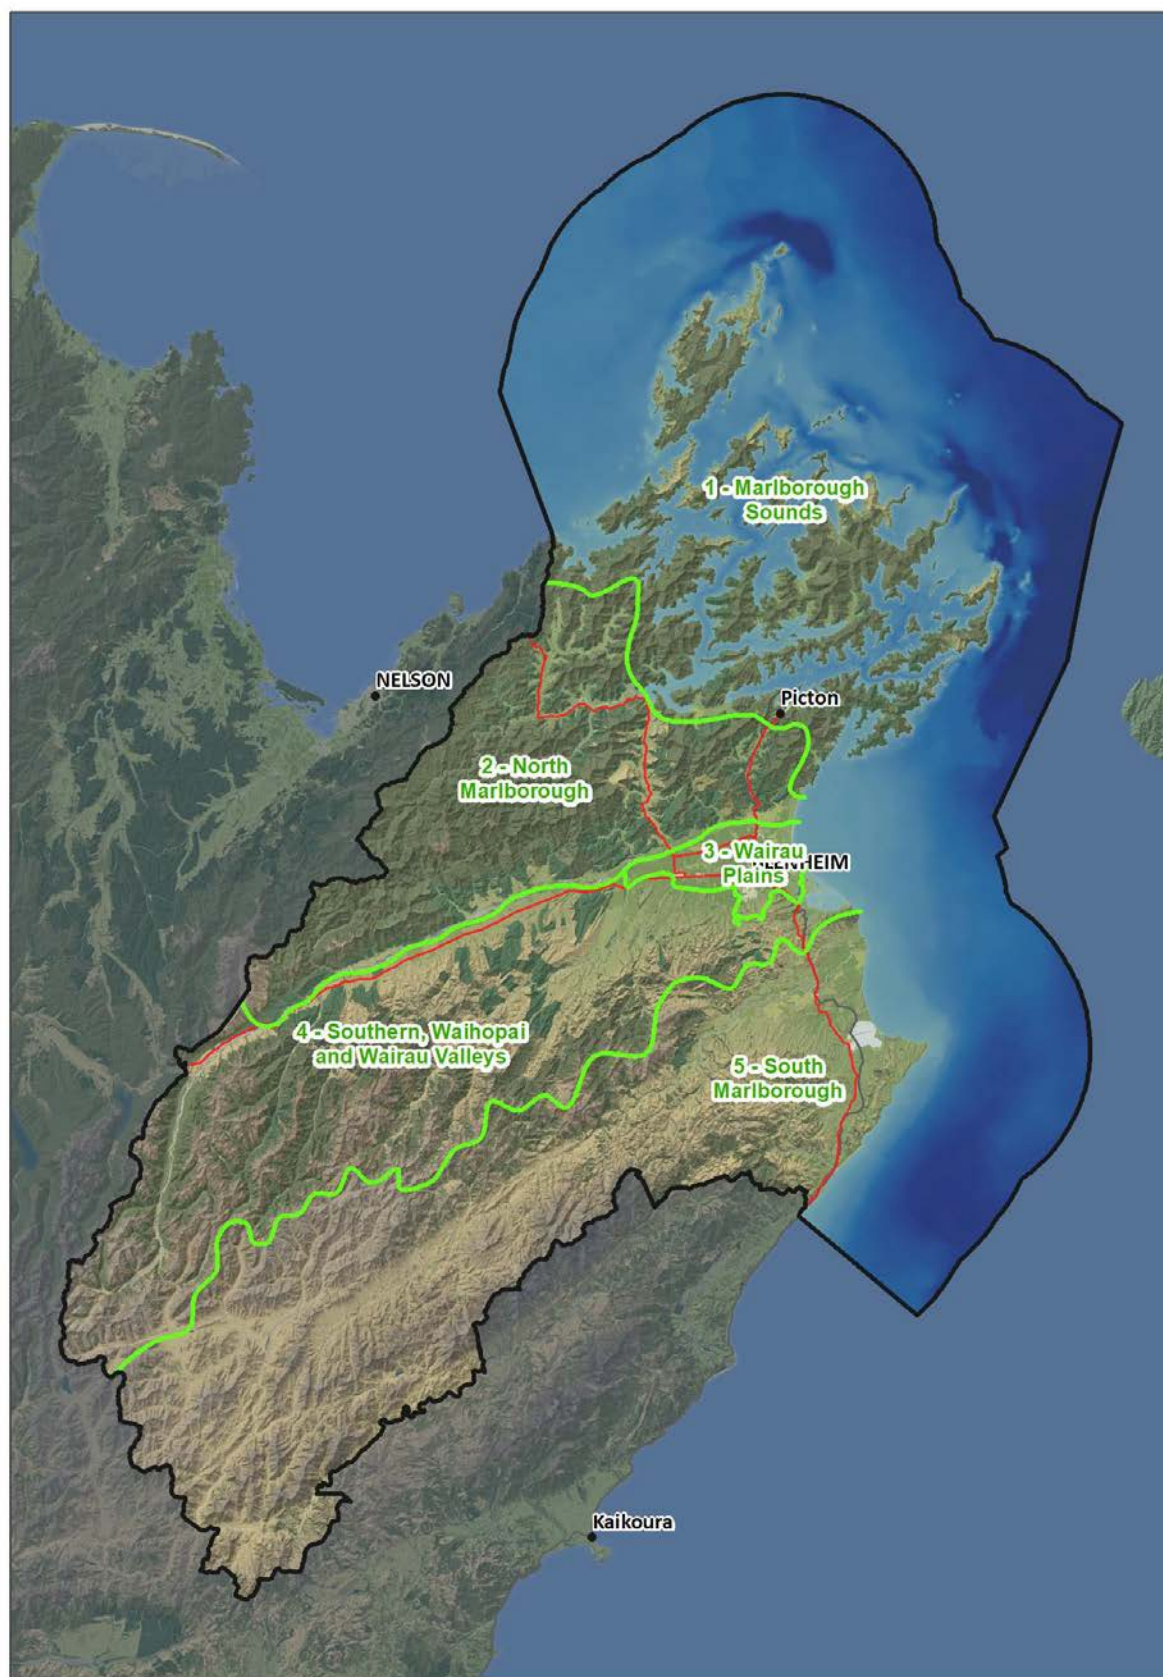 1 - Marlborough
Sounds
NELSON
Picton
2 - North
Marlborough
3 - Wairau
Plains
4 - Southern, Waihopai
and Wairau Valleys
5 - South
Marlborough
Kaikoura